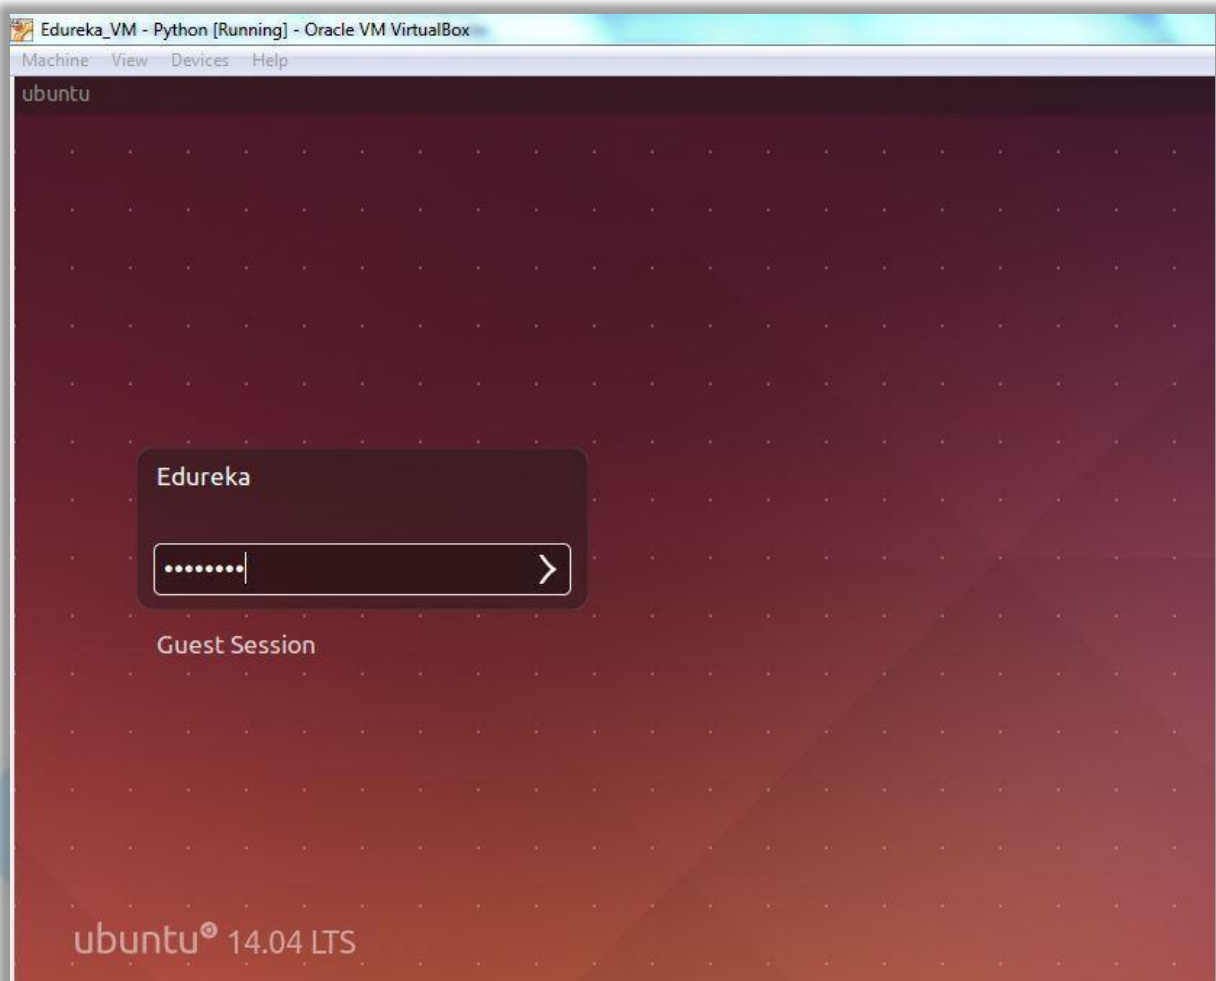 Edureka_VM - Python [Running] - Oracle VM VirtualBox
Machine View Devices Help
ubuntu
Edureka
••••••••
Guest Session
ubuntu® 14.04 LTS